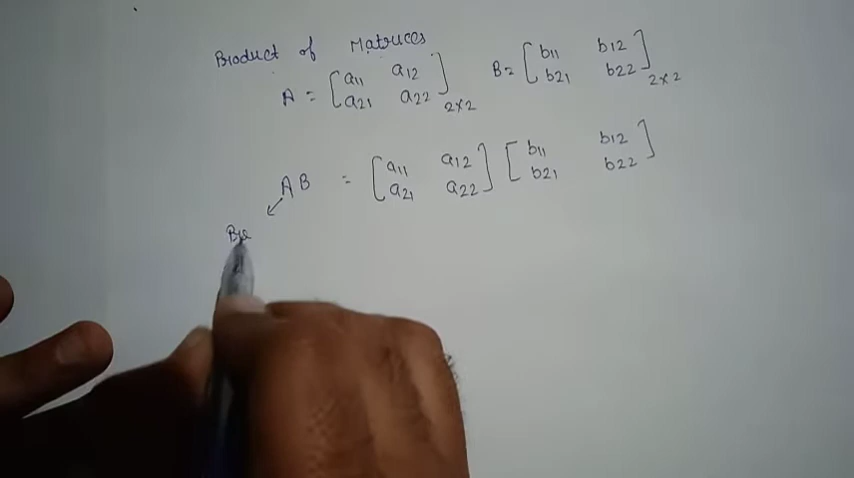 Product of Matrices
A = [a11 a12 B = [b11 b12
a21 a22] 2×2 b21 b22] 2×2
AB = [a11 a12 [b11 b12
a21 a22] b21 b22]